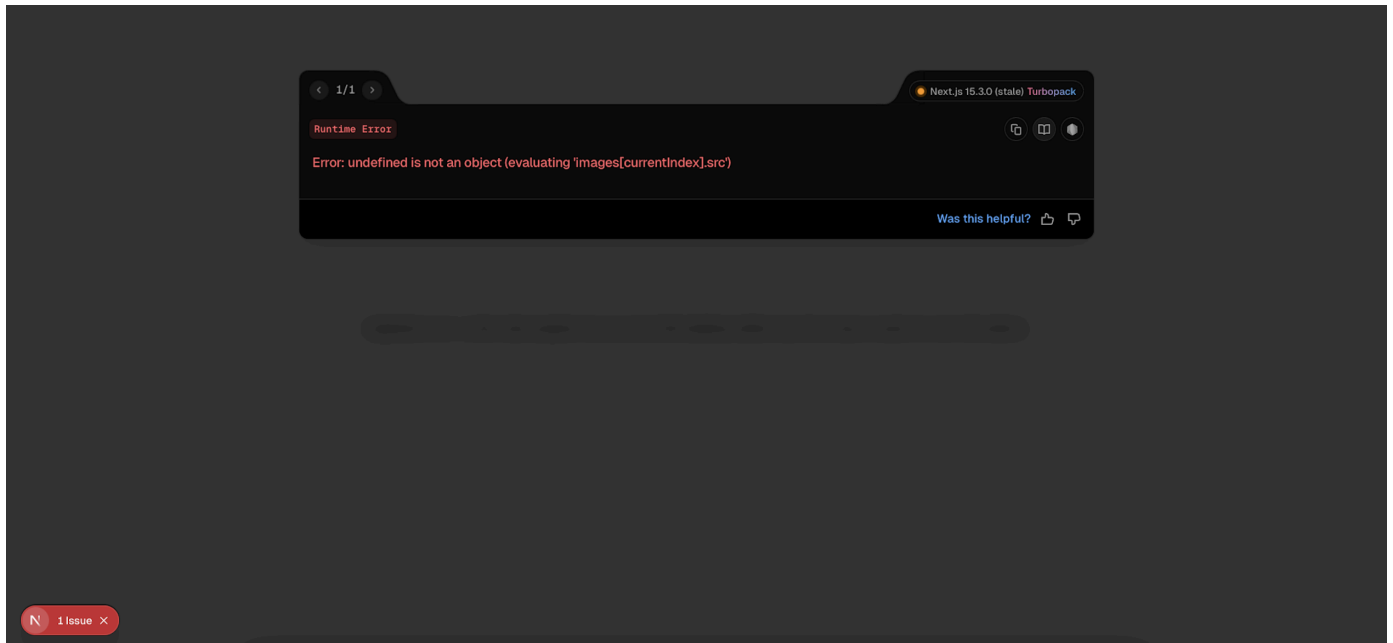 1/1
Next.js 15.3.0 (stale) Turbopack
Runtime Error
Error: undefined is not an object (evaluating 'images[currentIndex].src')
Was this helpful?
N 1 Issue